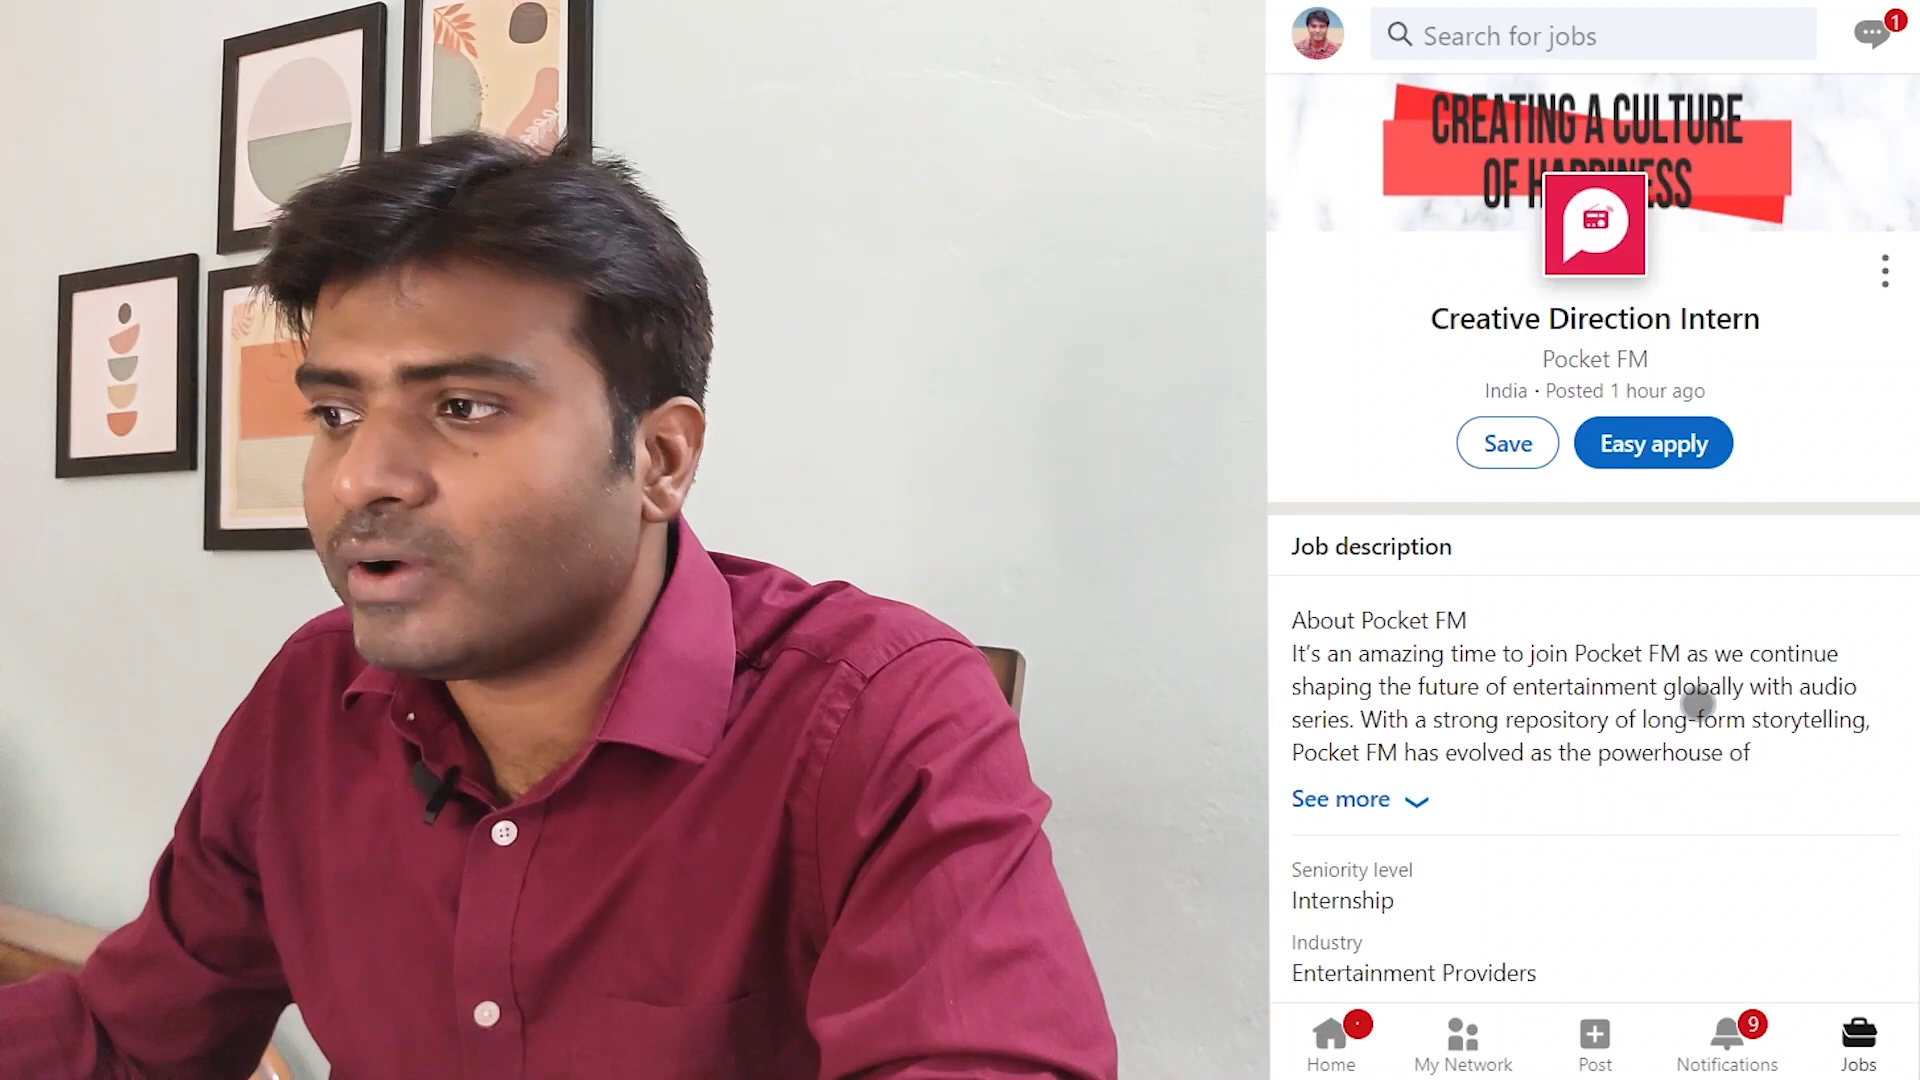 Search for jobs
1
CREATING A CULTURE
OF HAPPINESS
Creative Direction Intern
Pocket FM
India • Posted 1 hour ago
Save
Easy apply
Job description
About Pocket FM
It’s an amazing time to join Pocket FM as we continue
shaping the future of entertainment globally with audio
series. With a strong repository of long-form storytelling,
Pocket FM has evolved as the powerhouse of
See more
Seniority level
Internship
Industry
Entertainment Providers
9
Home
My Network
Post
Notifications
Jobs